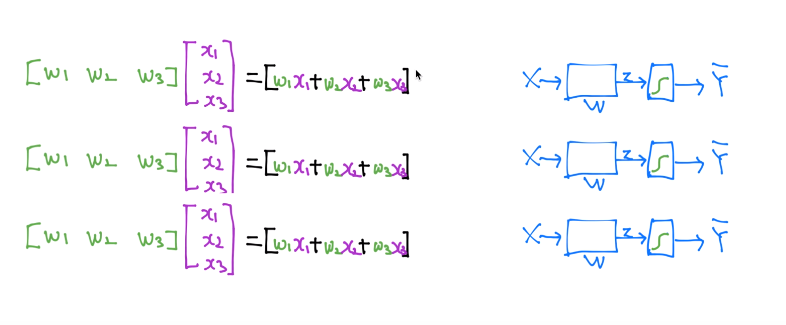 [w1 w2 w3] [x1 x2 x3] = [w1x1+w2x2+w3x3] X → z → ∫ → Y̅
W
[w1 w2 w3] [x1 x2 x3] = [w1x1+w2x2+w3x3] X → z → ∫ → Y̅
W
[w1 w2 w3] [x1 x2 x3] = [w1x1+w2x2+w3x3] X → z → ∫ → Y̅
W